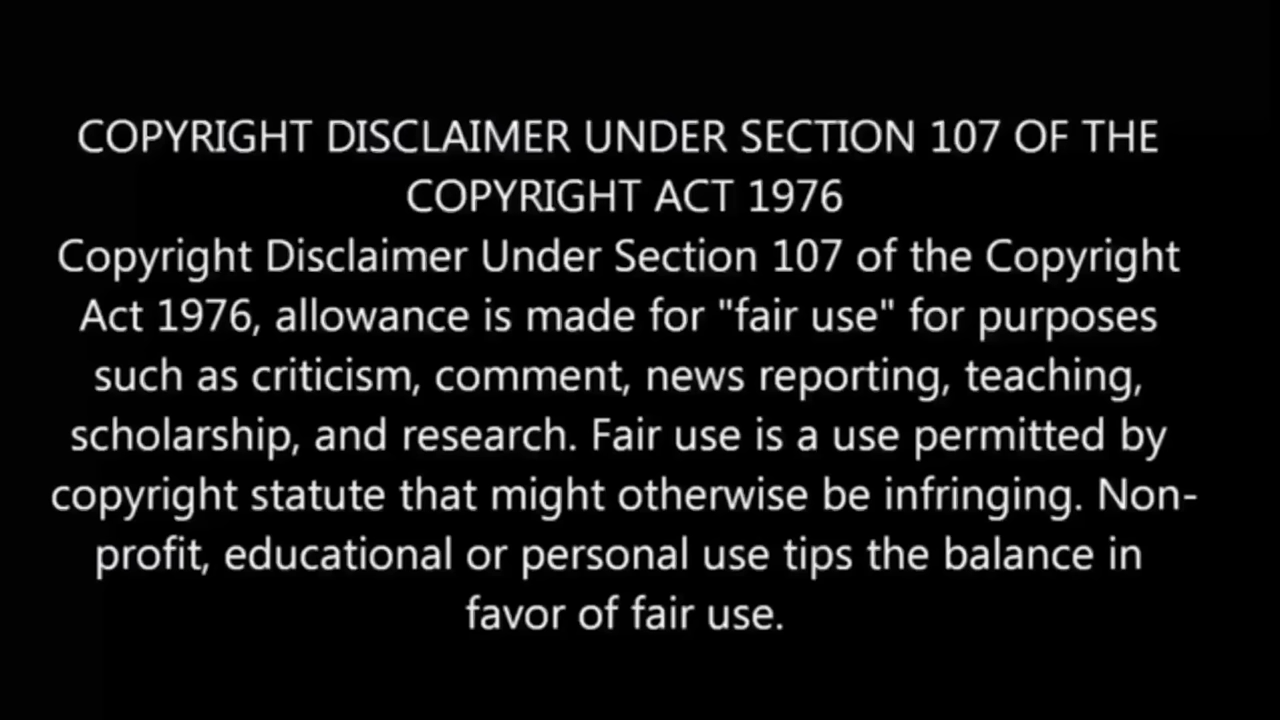 COPYRIGHT DISCLAIMER UNDER SECTION 107 OF THE
COPYRIGHT ACT 1976
Copyright Disclaimer Under Section 107 of the Copyright
Act 1976, allowance is made for "fair use" for purposes
such as criticism, comment, news reporting, teaching,
scholarship, and research. Fair use is a use permitted by
copyright statute that might otherwise be infringing. Non-
profit, educational or personal use tips the balance in
favor of fair use.